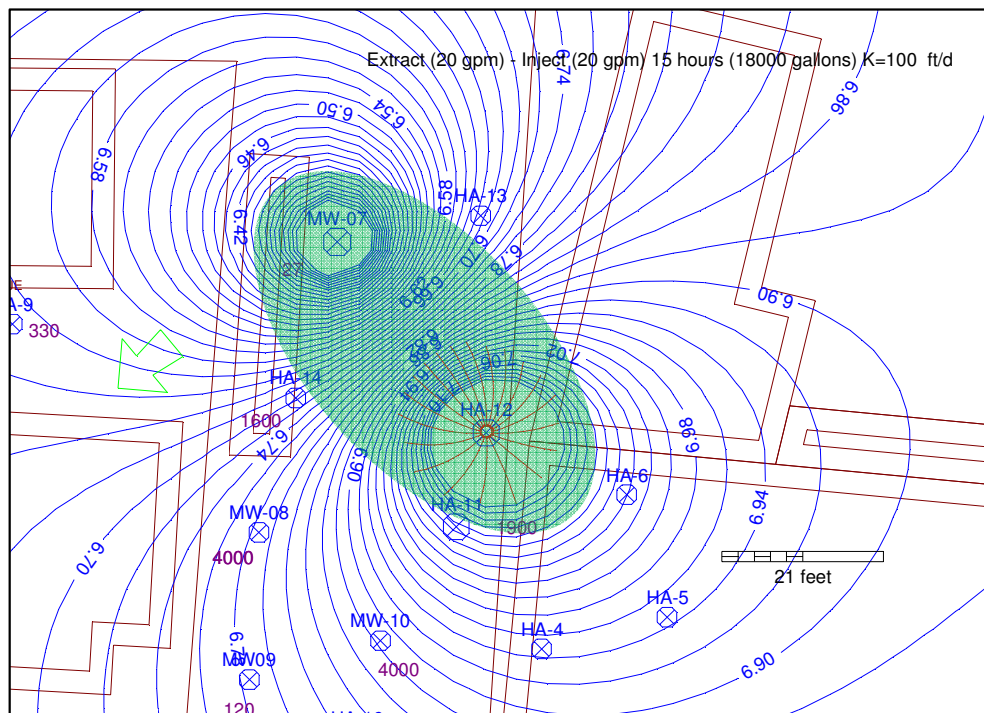 Extract (20 gpm) - Inject (20 gpm) 15 hours (18000 gallons) K=100 ft/d
6.74
6.86
6.50
6.54
6.46
6.58
6.58
HA-13
6.42
MW-07
6.70
6.78
27
6.62
6.90
A-9
330
7.02
7.06
HA-14
6.94
HA-12
1600
6.74
6.98
6.90
HA-6
HA-11
1900
6.94
MW-08
4000
6.70
21 feet
HA-5
MW-10
HA-4
4000
6.90
MW09
120